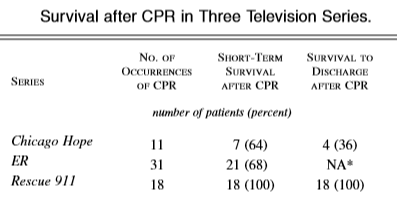 Survival after CPR in Three Television Series.
SERIES NO. OF OCCURRENCES OF CPR SHORT-TERM SURVIVAL AFTER CPR SURVIVAL TO DISCHARGE AFTER CPR
number of patients (percent)
Chicago Hope 11 7 (64) 4 (36)
ER 31 21 (68) NA*
Rescue 911 18 18 (100) 18 (100)